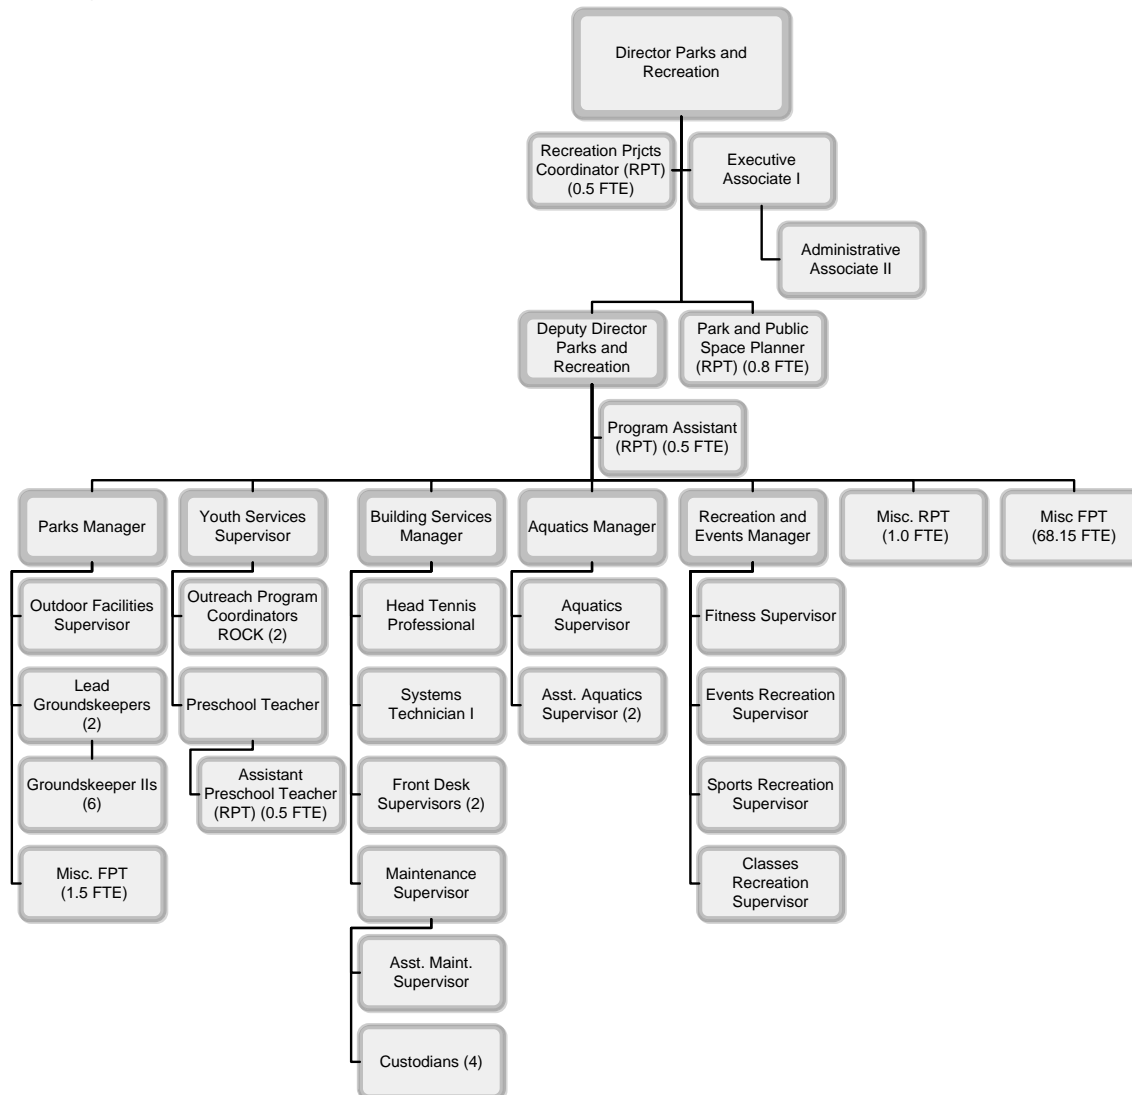 Director Parks and
Recreation
Recreation Prjcts
Coordinator (RPT)
(0.5 FTE)
Executive
Associate I
Administrative
Associate II
Deputy Director
Parks and
Recreation
Park and Public
Space Planner
(RPT) (0.8 FTE)
Program Assistant
(RPT) (0.5 FTE)
Parks Manager
Youth Services
Supervisor
Building Services
Manager
Aquatics Manager
Recreation and
Events Manager
Misc. RPT
(1.0 FTE)
Misc FPT
(68.15 FTE)
Outdoor Facilities
Supervisor
Lead
Groundskeepers
(2)
Groundskeeper IIs
(6)
Misc. FPT
(1.5 FTE)
Outreach Program
Coordinators
ROCK (2)
Preschool Teacher
Assistant
Preschool Teacher
(RPT) (0.5 FTE)
Head Tennis
Professional
Systems
Technician I
Front Desk
Supervisors (2)
Maintenance
Supervisor
Asst. Maint.
Supervisor
Custodians (4)
Aquatics
Supervisor
Asst. Aquatics
Supervisor (2)
Fitness Supervisor
Events Recreation
Supervisor
Sports Recreation
Supervisor
Classes
Recreation
Supervisor